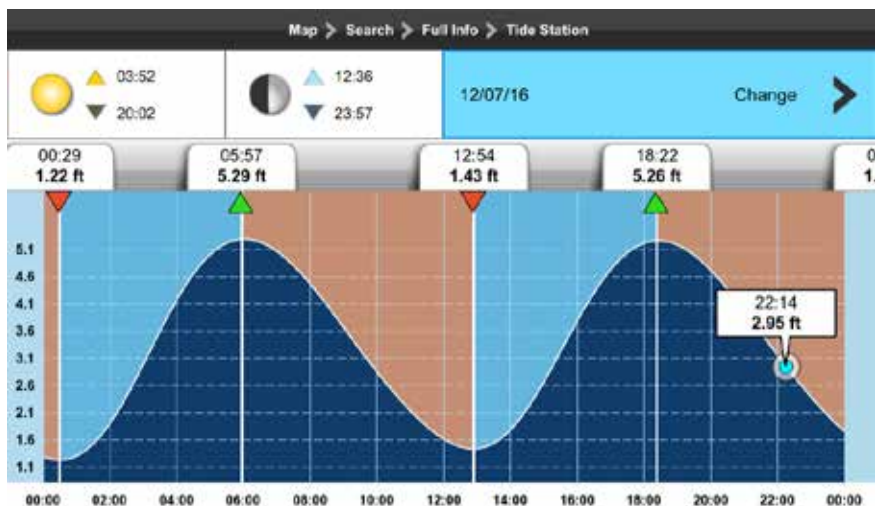 Map > Search > Full Info > Tide Station
03:52
20:02
12:36
23:57
12/07/16 Change
00:29
1.22 ft
05:57
5.29 ft
12:54
1.43 ft
18:22
5.26 ft
22:14
2.95 ft
5.1
4.6
4.1
3.6
3.1
2.6
2.1
1.6
1.1
00:00 02:00 04:00 06:00 08:00 10:00 12:00 14:00 16:00 18:00 20:00 22:00 00:00